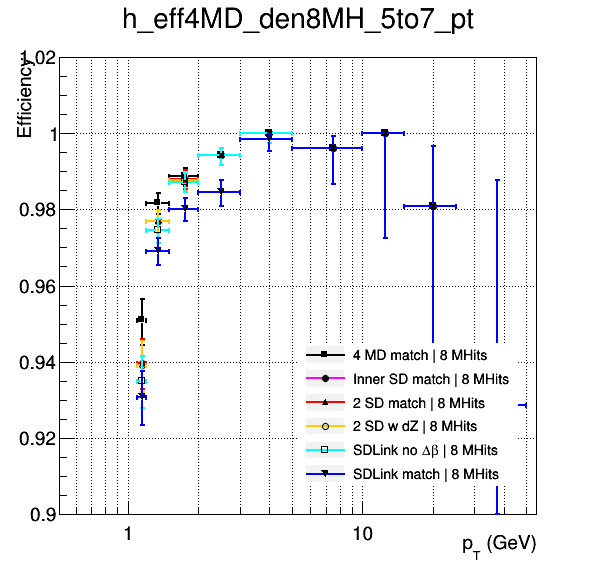 h_eff4MD_den8MH_5to7_pt
Efficiency
1.02
1
0.98
0.96
0.94
0.92
0.9
4 MD match | 8 MHits
Inner SD match | 8 MHits
2 SD match | 8 MHits
2 SD w dZ | 8 MHits
SDLink no Δβ | 8 MHits
SDLink match | 8 MHits
1
10
p_T (GeV)